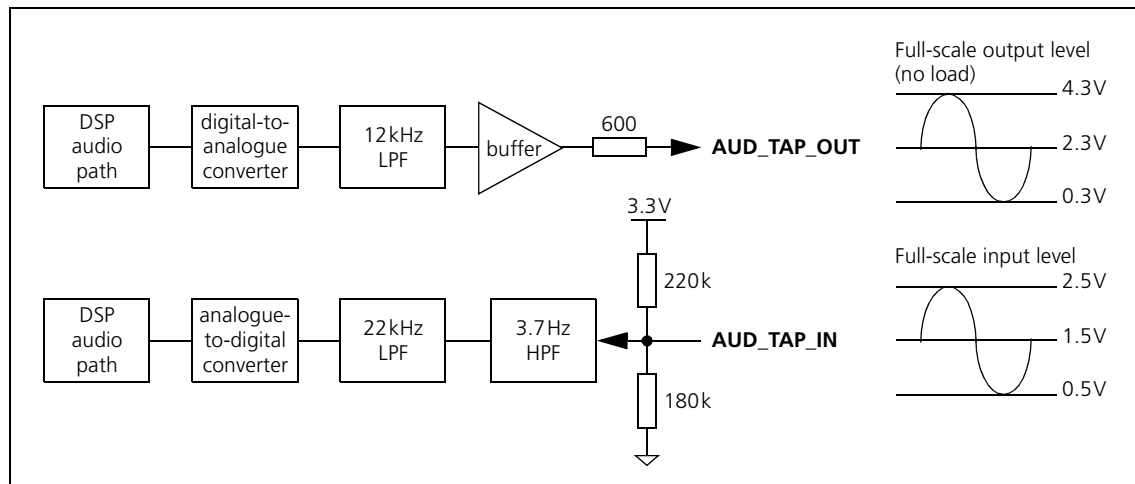 Full-scale output level
(no load)
4.3V
2.3V
0.3V
DSP
audio
path
digital-to-
analogue
converter
12kHz
LPF
buffer
600
AUD_TAP_OUT
3.3V
220k
180k
DSP
audio
path
analogue-
to-digital
converter
22kHz
LPF
3.7Hz
HPF
AUD_TAP_IN
Full-scale input level
2.5V
1.5V
0.5V